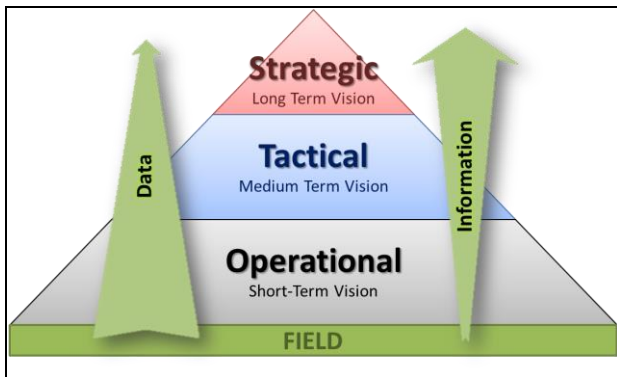 Strategic
Long Term Vision
Tactical
Medium Term Vision
Operational
Short-Term Vision
Data
Information
FIELD